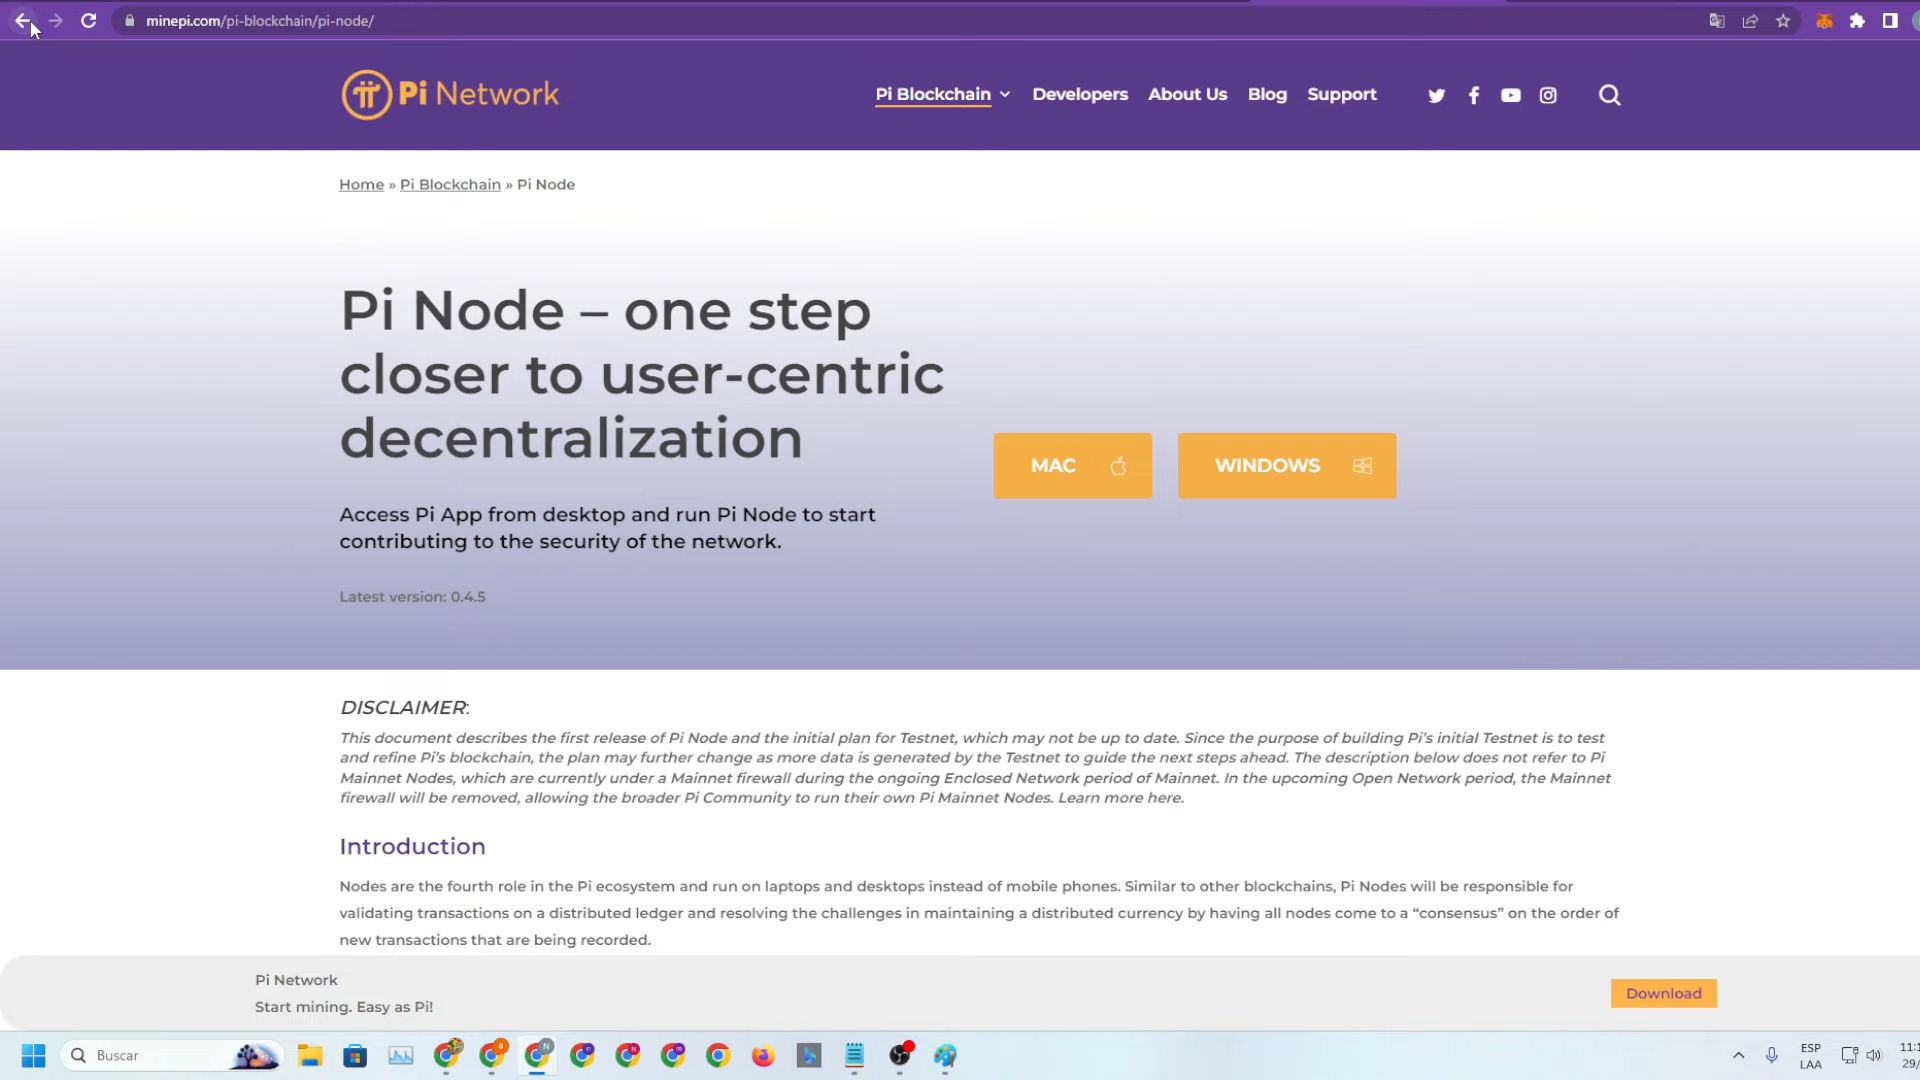 minepi.com/pi-blockchain/pi-node/
Pi Network
Pi Blockchain Developers About Us Blog Support
Home » Pi Blockchain » Pi Node
Pi Node – one step
closer to user-centric
decentralization
MAC WINDOWS
Access Pi App from desktop and run Pi Node to start
contributing to the security of the network.
Latest version: 0.4.5
DISCLAIMER:
This document describes the first release of Pi Node and the initial plan for Testnet, which may not be up to date. Since the purpose of building Pi’s initial Testnet is to test
and refine Pi’s blockchain, the plan may further change as more data is generated by the Testnet to guide the next steps ahead. The description below does not refer to Pi
Mainnet Nodes, which are currently under a Mainnet firewall during the ongoing Enclosed Network period of Mainnet. In the upcoming Open Network period, the Mainnet
firewall will be removed, allowing the broader Pi Community to run their own Pi Mainnet Nodes. Learn more here.
Introduction
Nodes are the fourth role in the Pi ecosystem and run on laptops and desktops instead of mobile phones. Similar to other blockchains, Pi Nodes will be responsible for
validating transactions on a distributed ledger and resolving the challenges in maintaining a distributed currency by having all nodes come to a “consensus” on the order of
new transactions that are being recorded.
Pi Network
Start mining. Easy as Pi!
Download
Buscar
ESP
LAA
11:1
29/